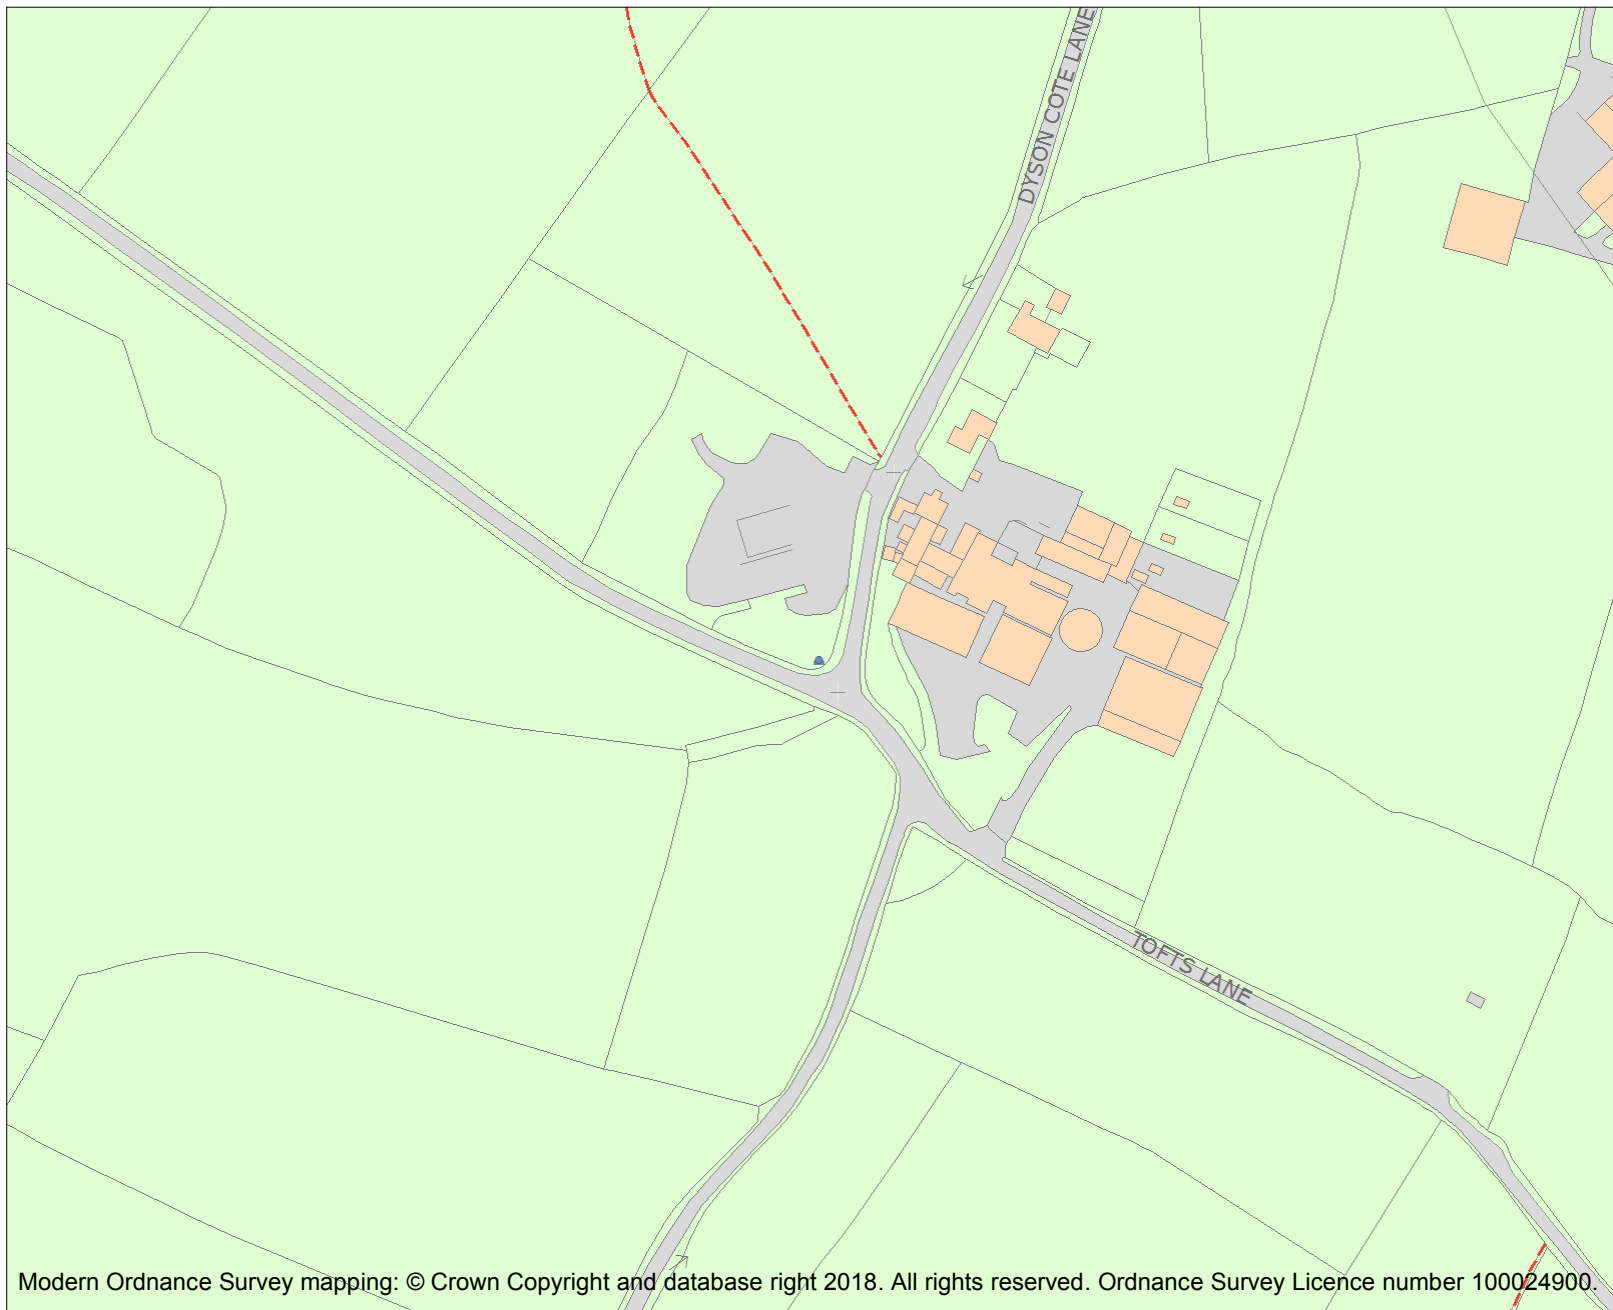 DYSON COTE LANE
TOFTS LANE
Modern Ordnance Survey mapping: © Crown Copyright and database right 2018. All rights reserved. Ordnance Survey Licence number 100024900.